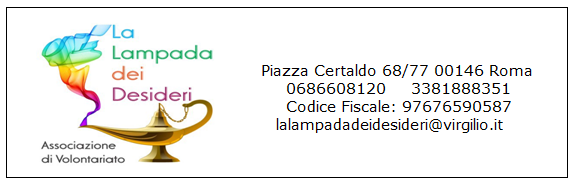 La
Lampada
dei
Desideri
Associazione
di Volontariato
Piazza Certaldo 68/77 00146 Roma
0686608120 3381888351
Codice Fiscale: 97676590587
lalampadadeidesideri@virgilio.it